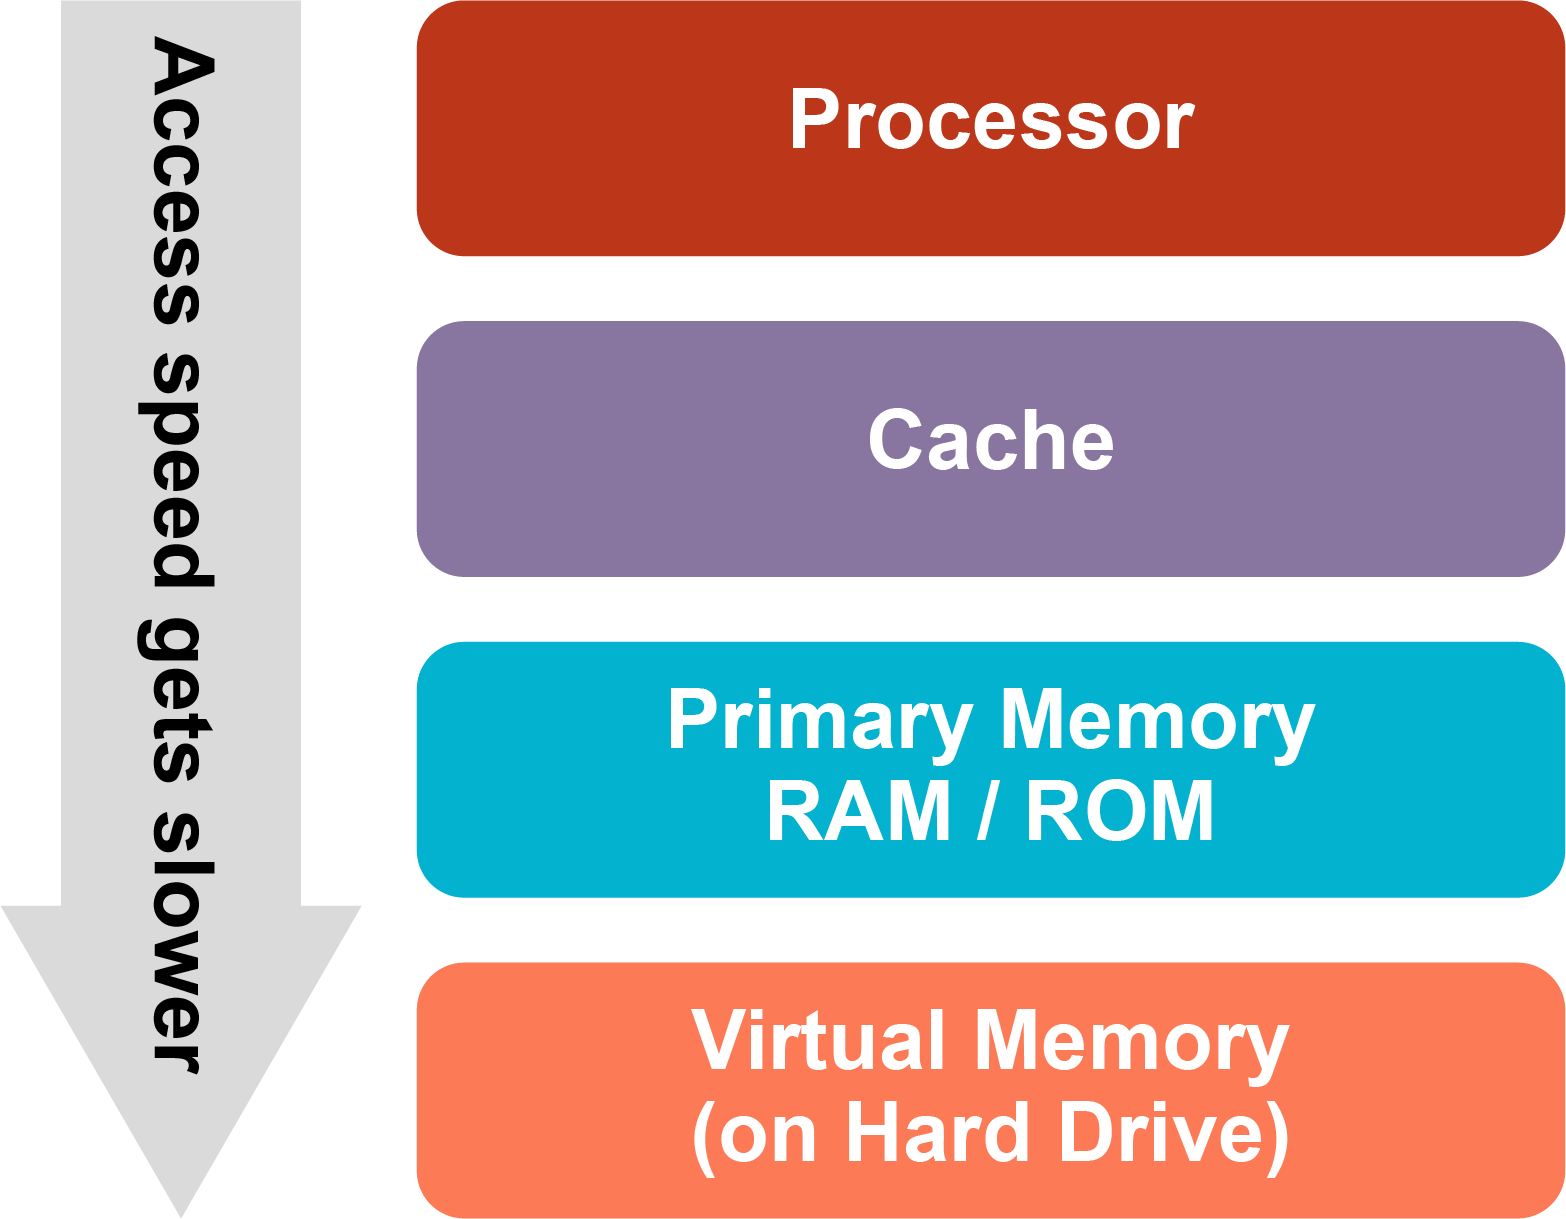 Access speed gets slower
Processor
Cache
Primary Memory
RAM / ROM
Virtual Memory
(on Hard Drive)